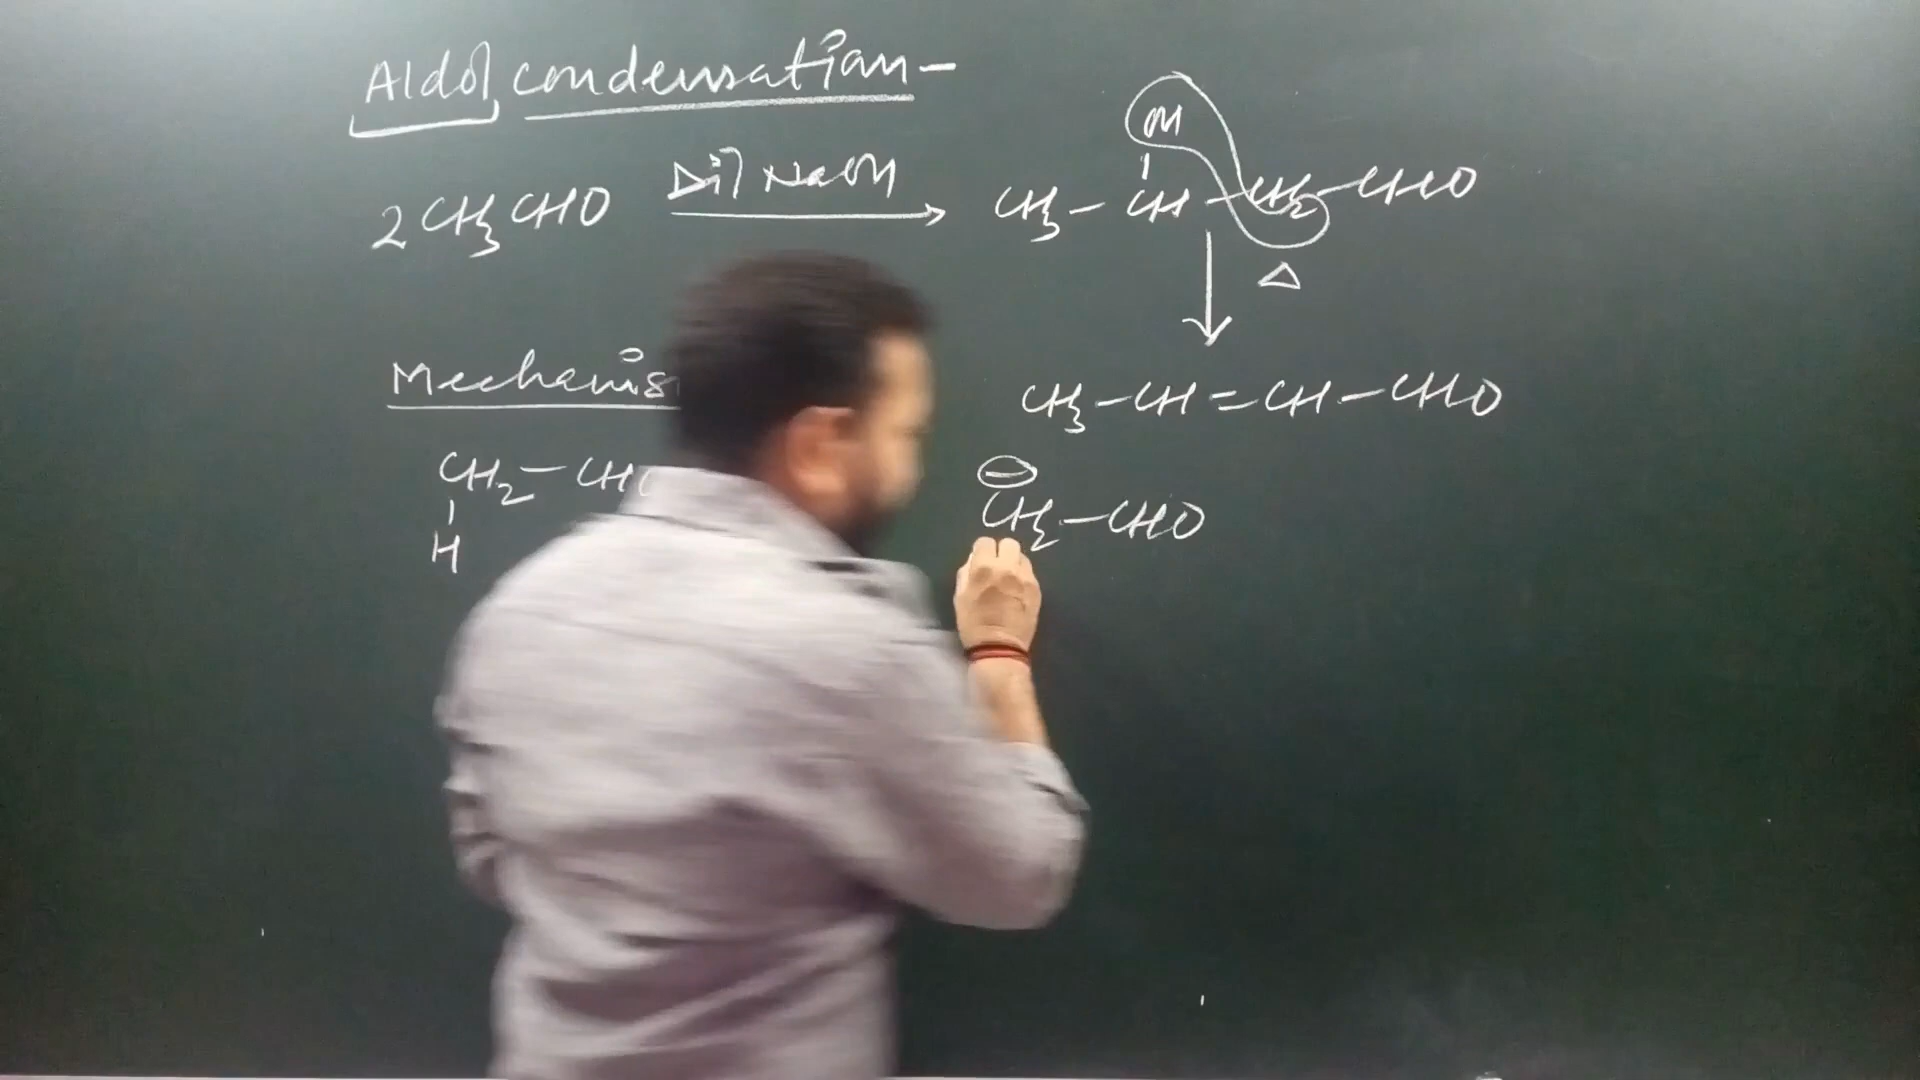 Aldol condensation-
OH
2CH3CHO Dil NaOH → CH3-CH-CH2-CHO
Δ
Mechanis
CH3-CH=CH-CHO
CH2-CH
⊖
H
CH2-CHO